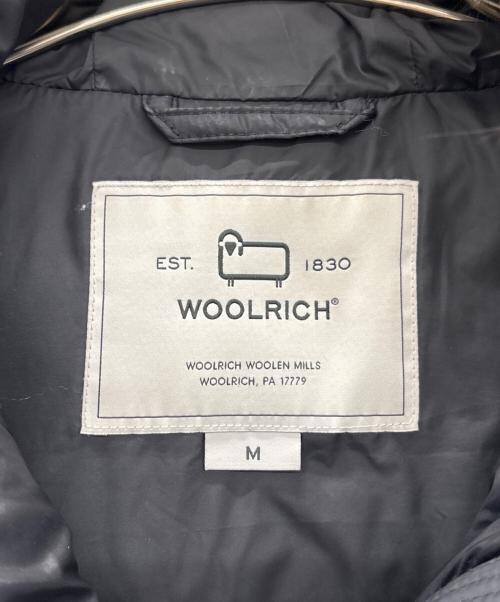 EST. 1830
WOOLRICH®
WOOLRICH WOOLEN MILLS
WOOLRICH, PA 17779
M